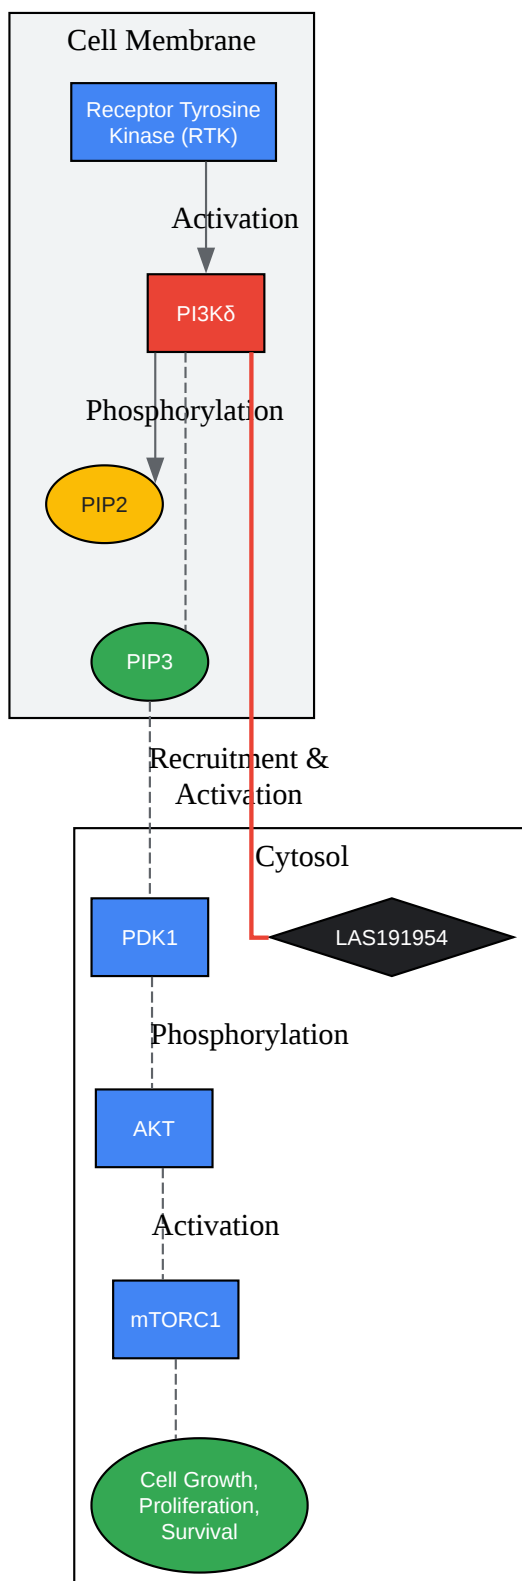 Cell Membrane
Receptor Tyrosine
Kinase (RTK)
Activation
PI3Kδ
Phosphorylation
PIP2
PIP3
Recruitment &
Activation
Cytosol
PDK1
LAS191954
Phosphorylation
AKT
Activation
mTORC1
Cell Growth,
Proliferation,
Survival